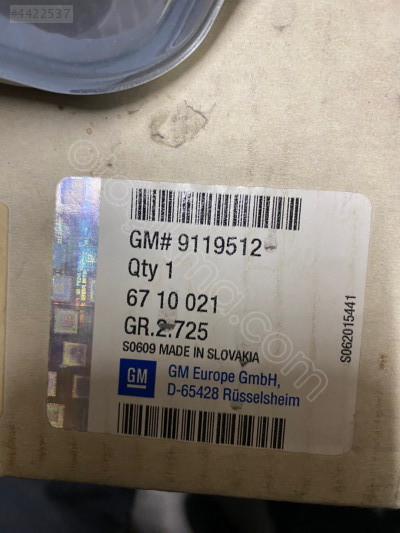 #4422537
GM# 9119512
Qty 1
67 10 021
GR.2.725
S0609 MADE IN SLOVAKIA
GM
GM Europe GmbH,
D-65428 Rüsselsheim
S062015441